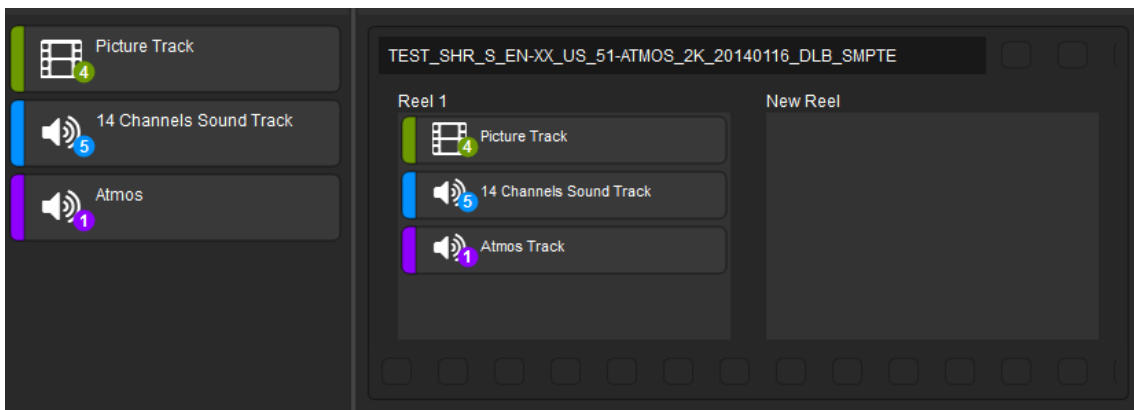 Picture Track
4
14 Channels Sound Track
5
Atmos
1
TEST_SHR_S_EN-XX_US_51-ATMOS_2K_20140116_DLB_SMPTE
Reel 1
Picture Track
4
14 Channels Sound Track
5
Atmos Track
1
New Reel